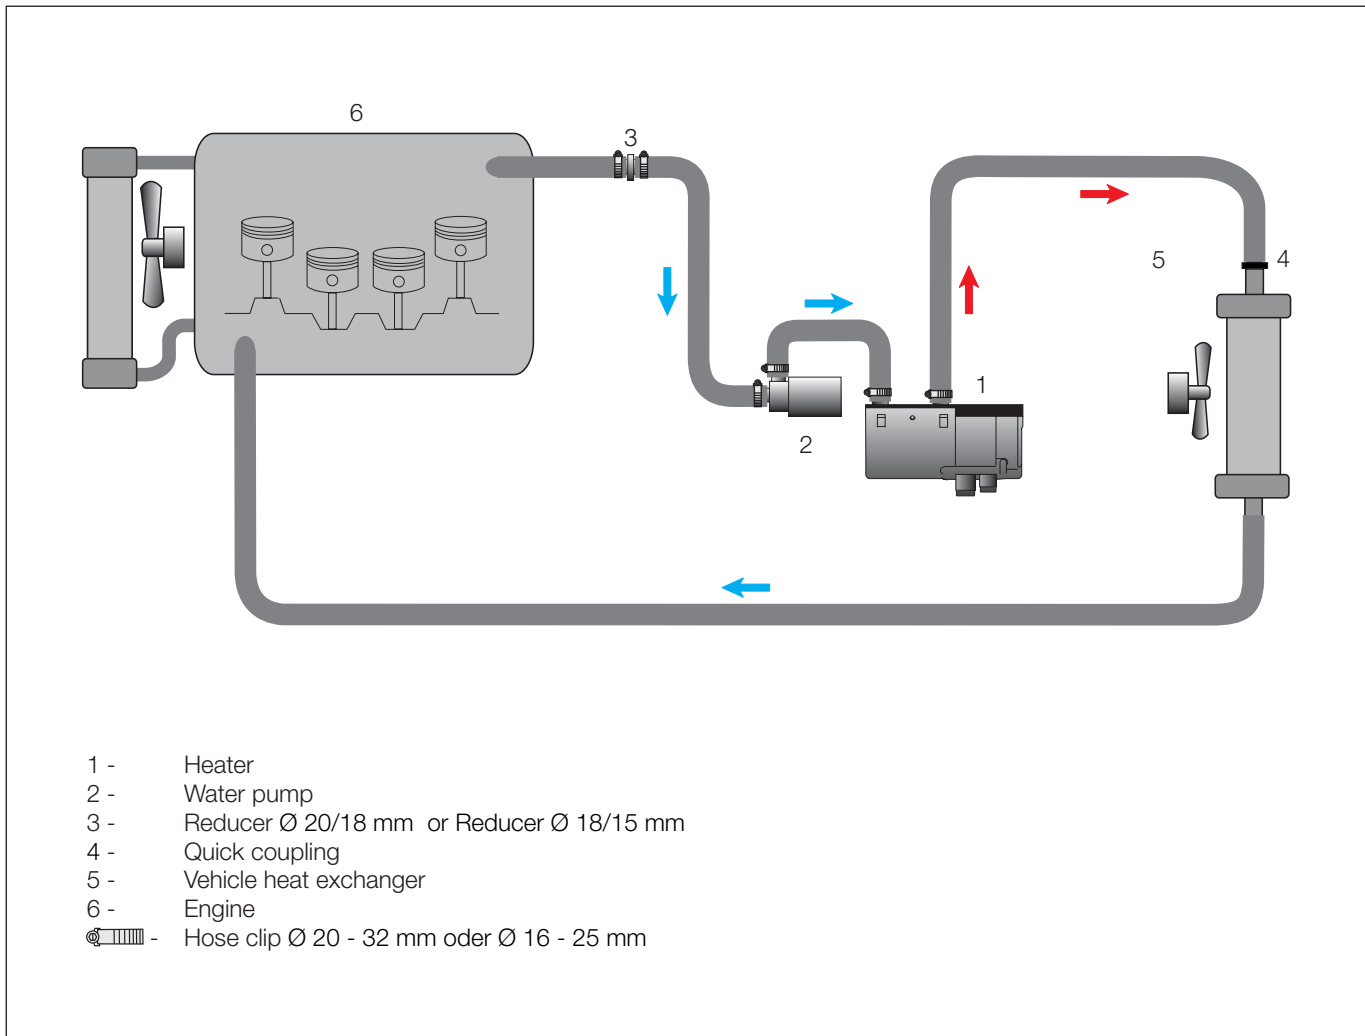 6
3
5
4
1
2
1 - Heater
2 - Water pump
3 - Reducer Ø 20/18 mm or Reducer Ø 18/15 mm
4 - Quick coupling
5 - Vehicle heat exchanger
6 - Engine
- Hose clip Ø 20 - 32 mm oder Ø 16 - 25 mm